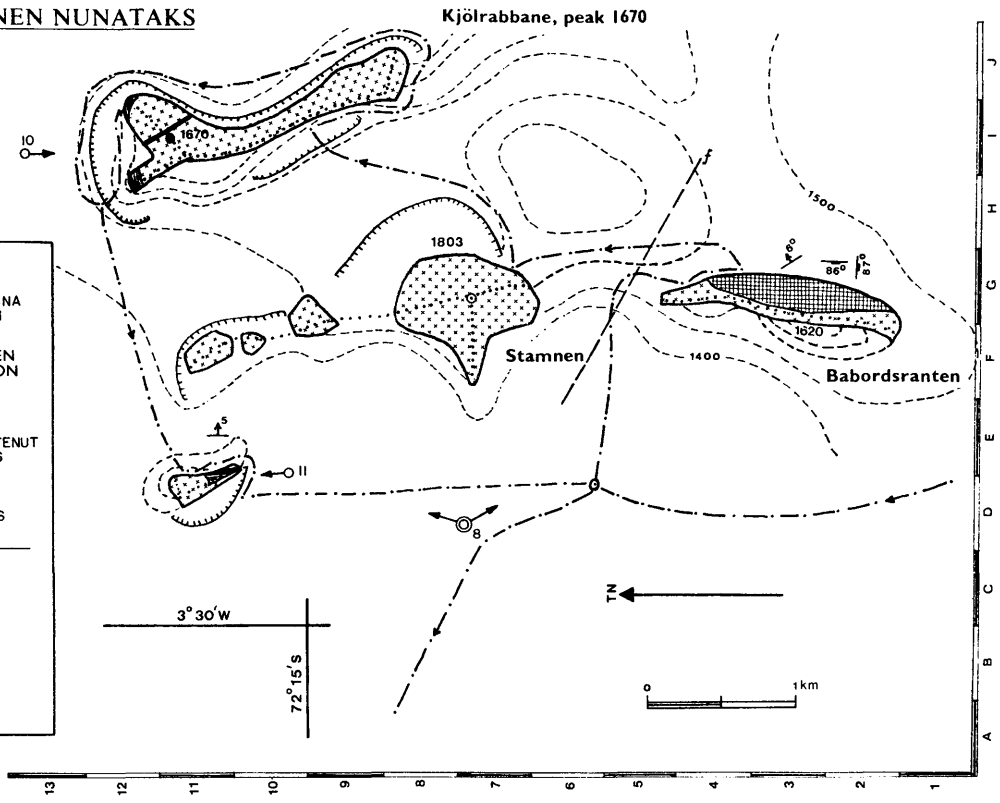 NEN NUNATAKS
Kjölrabbane, peak 1670
10
1670
1803
f
1500
6°
86°
87°
1620
Stamnen
1400
Babordsranten
NA
EN
ON
TENUT
S
S
5
11
8
TN
3°30'W
72°15'S
0
1km
J
I
H
G
F
E
D
C
B
A
13
12
11
10
9
8
7
6
5
4
3
2
1